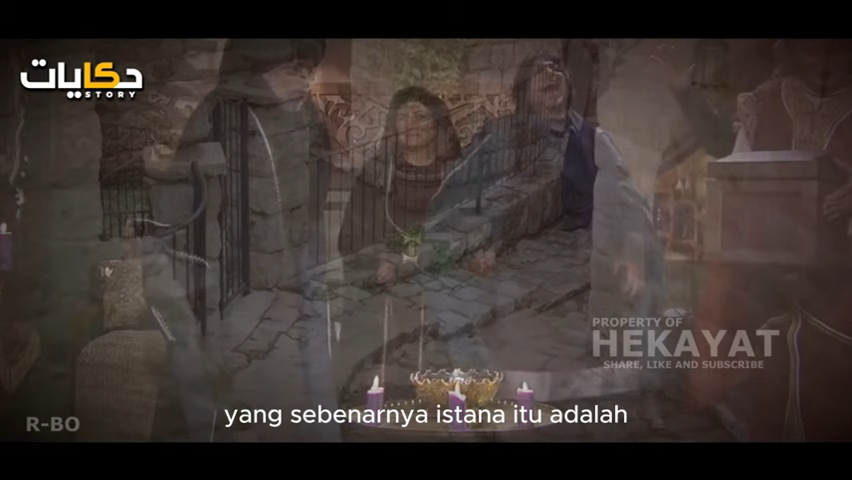 حكايات
STORY
PROPERTY OF
HEKAYAT
SHARE, LIKE AND SUBSCRIBE
R-BO
yang sebenarnya istana itu adalah